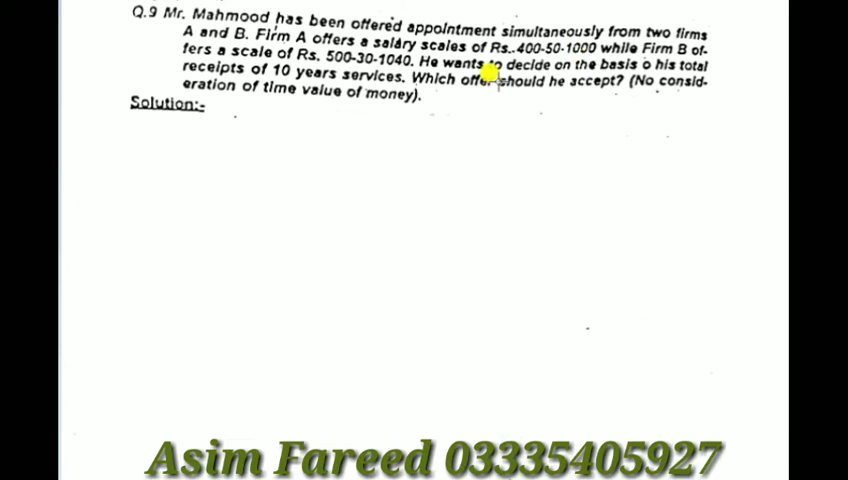 Q.9 Mr. Mahmood has been offered appointment simultaneously from two firms
A and B. Firm A offers a salary scales of Rs..400-50-1000 while Firm B of-
fers a scale of Rs. 500-30-1040. He wants to decide on the basis o his total
receipts of 10 years services. Which offer should he accept? (No consid-
eration of time value of money).
Solution:-
Asim Fareed 03335405927